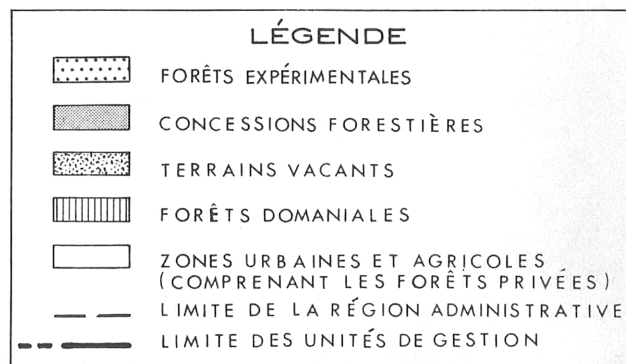 LÉGENDE
FORÊTS EXPÉRIMENTALES
CONCESSIONS FORESTIÈRES
TERRAINS VACANTS
FORÊTS DOMANIALES
ZONES URBAINES ET AGRICOLES
(COMPRENANT LES FORÊTS PRIVÉES)
LIMITE DE LA RÉGION ADMINISTRATIVE
LIMITE DES UNITÉS DE GESTION